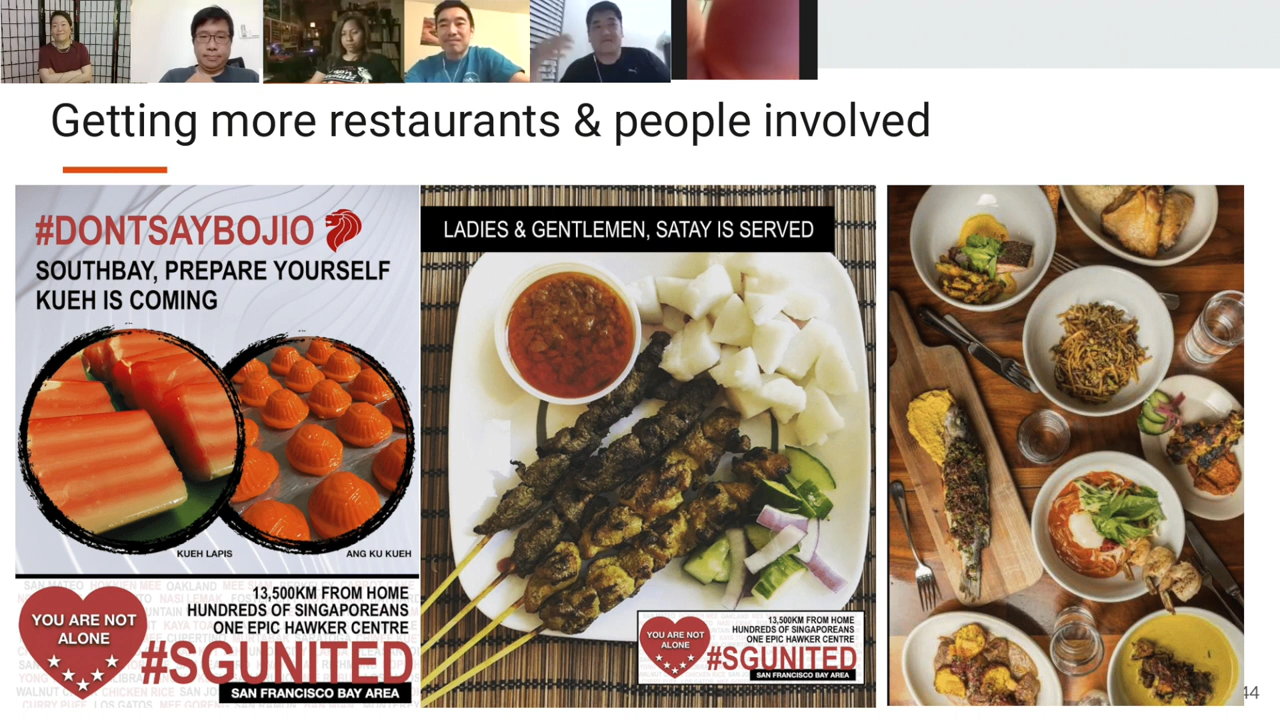 Getting more restaurants & people involved
#DONTSAYBOJIO
SOUTHBAY, PREPARE YOURSELF
KUEH IS COMING
KUEH LAPIS
ANG KU KUEH
13,500KM FROM HOME
HUNDREDS OF SINGAPOREANS
ONE EPIC HAWKER CENTRE
YOU ARE NOT
ALONE
#SGUNITED
SAN FRANCISCO BAY AREA
LADIES & GENTLEMEN, SATAY IS SERVED
13,500KM FROM HOME
HUNDREDS OF SINGAPOREANS
ONE EPIC HAWKER CENTRE
YOU ARE NOT
ALONE
#SGUNITED
SAN FRANCISCO BAY AREA
44